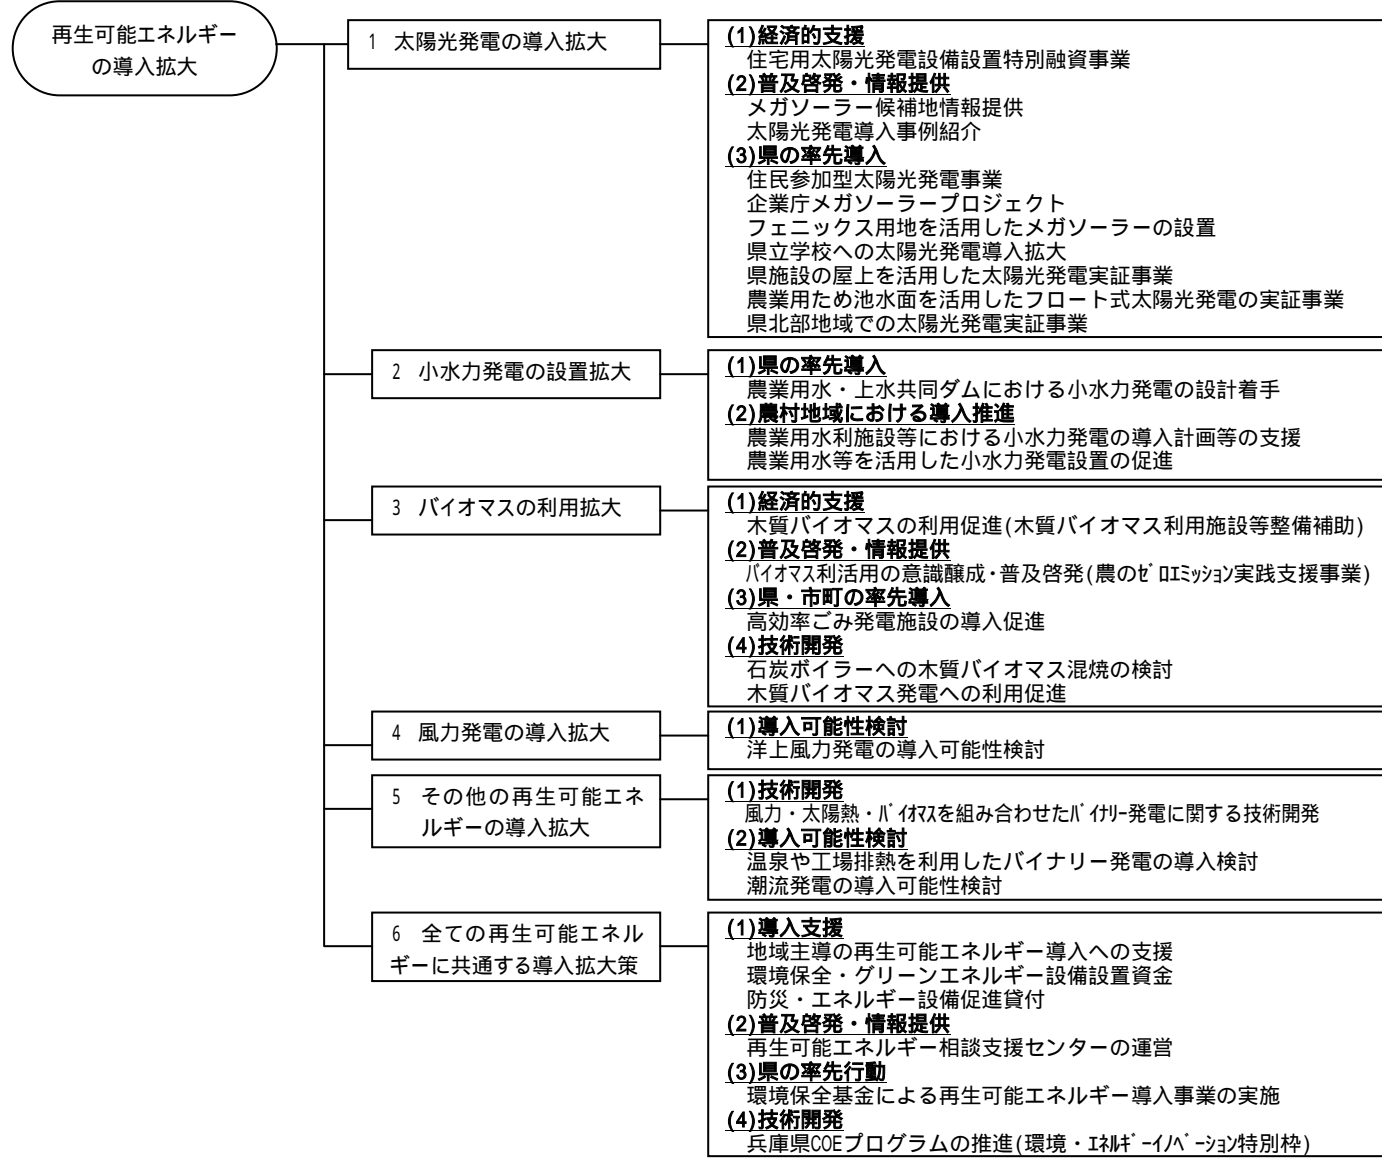 再生可能エネルギー
の導入拡大
1 太陽光発電の導入拡大
(1)経済的支援
住宅用太陽光発電設備設置特別融資事業
(2)普及啓発・情報提供
メガソーラー候補地情報提供
太陽光発電導入事例紹介
(3)県の率先導入
住民参加型太陽光発電事業
企業庁メガソーラープロジェクト
フェニックス用地を活用したメガソーラーの設置
県立学校への太陽光発電導入拡大
県施設の屋上を活用した太陽光発電実証事業
農業用ため池水面を活用したフロート式太陽光発電の実証事業
県北部地域での太陽光発電実証事業
2 小水力発電の設置拡大
(1)県の率先導入
農業用水・上水共同ダムにおける小水力発電の設計着手
(2)農村地域における導入推進
農業用水利施設等における小水力発電の導入計画等の支援
農業用水等を活用した小水力発電設置の促進
3 バイオマスの利用拡大
(1)経済的支援
木質バイオマスの利用促進(木質バイオマス利用施設等整備補助)
(2)普及啓発・情報提供
バイオマス利活用の意識醸成・普及啓発(農のゼロエミッション実践支援事業)
(3)県・市町の率先導入
高効率ごみ発電施設の導入促進
(4)技術開発
石炭ボイラーへの木質バイオマス混焼の検討
木質バイオマス発電への利用促進
4 風力発電の導入拡大
(1)導入可能性検討
洋上風力発電の導入可能性検討
5 その他の再生可能エネ
ルギーの導入拡大
(1)技術開発
風力・太陽熱・バイオマスを組み合わせたバイナリー発電に関する技術開発
(2)導入可能性検討
温泉や工場排熱を利用したバイナリー発電の導入検討
潮流発電の導入可能性検討
6 全ての再生可能エネル
ギーに共通する導入拡大策
(1)導入支援
地域主導の再生可能エネルギー導入への支援
環境保全・グリーンエネルギー設備設置資金
防災・エネルギー設備促進貸付
(2)普及啓発・情報提供
再生可能エネルギー相談支援センターの運営
(3)県の率先行動
環境保全基金による再生可能エネルギー導入事業の実施
(4)技術開発
兵庫県COEプログラムの推進(環境・エネルギーイノベーション特別枠)